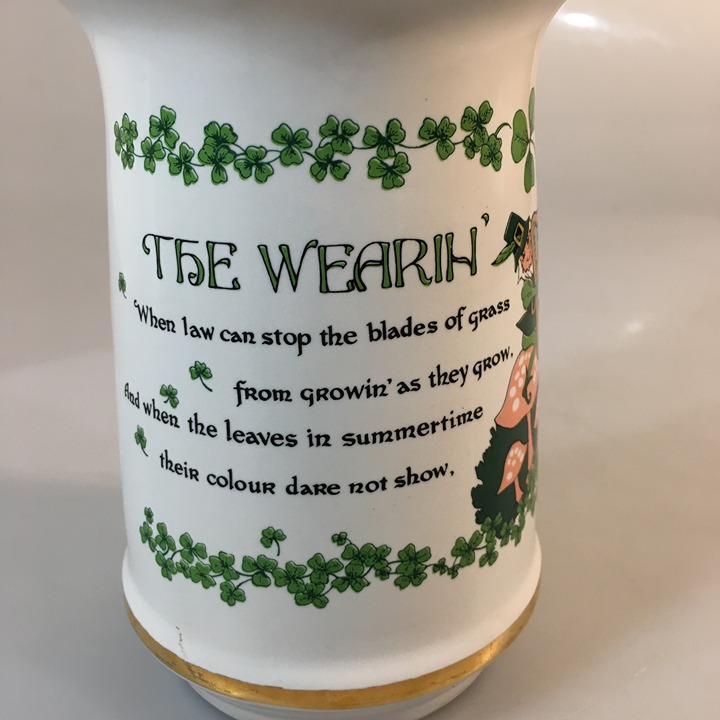 THE WEARIN'
'When law can stop the blades of grass
from growin' as they grow,
And when the leaves in summertime
their colour dare not show,